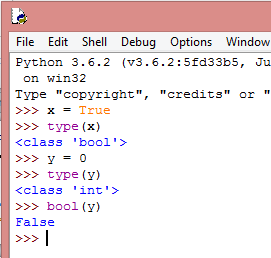 File Edit Shell Debug Options Window
Python 3.6.2 (v3.6.2:5fd33b5, Ju
on win32
Type "copyright", "credits" or "
>>> x = True
>>> type(x)
<class 'bool'>
>>> y = 0
>>> type(y)
<class 'int'>
>>> bool(y)
False
>>>